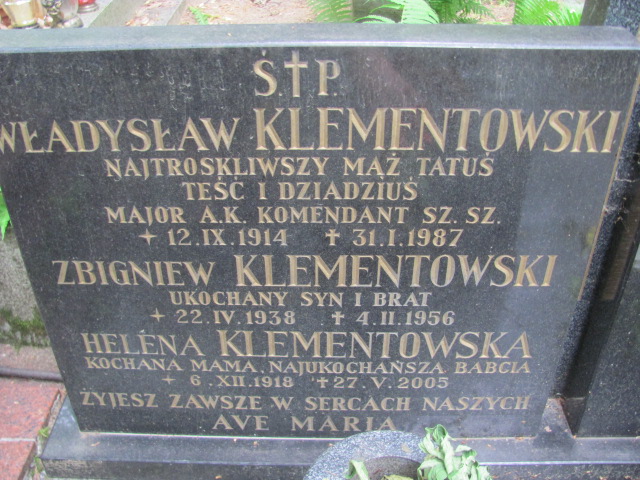 S.†P.
WŁADYSŁAW KLEMENTOWSKI
NAJTROSKLIWSZY MĄŻ, TATUŚ
TEŚĆ I DZIADZIUŚ
MAJOR A.K. KOMENDANT SZ. SZ.
12.IX.1914 † 31.I.1987
ZBIGNIEW KLEMENTOWSKI
UKOCHANY SYN I BRAT
22.IV.1938 † 4.II.1956
HELENA KLEMENTOWSKA
KOCHANA MAMA, NAJUKOCHAŃSZA BABCIA
6.XII.1918 †27.V.2005
ŻYJESZ ZAWSZE W SERCACH NASZYCH
AVE MARIA